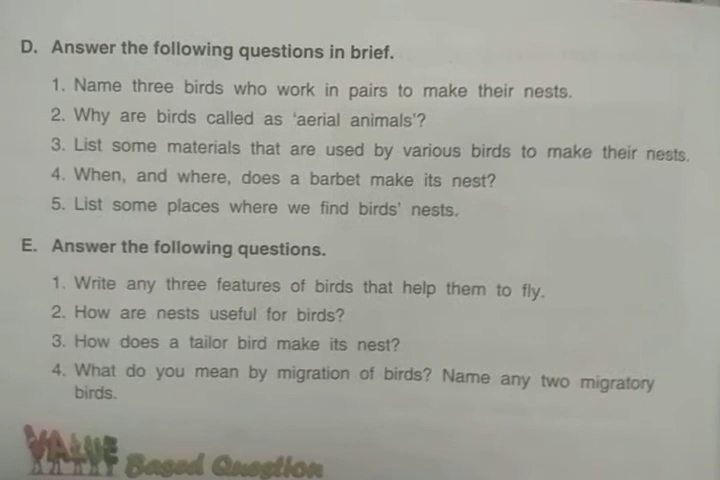 D. Answer the following questions in brief.
1. Name three birds who work in pairs to make their nests.
2. Why are birds called as 'aerial animals'?
3. List some materials that are used by various birds to make their nests.
4. When, and where, does a barbet make its nest?
5. List some places where we find birds' nests.
E. Answer the following questions.
1. Write any three features of birds that help them to fly.
2. How are nests useful for birds?
3. How does a tailor bird make its nest?
4. What do you mean by migration of birds? Name any two migratory
birds.
VALUE Based Question